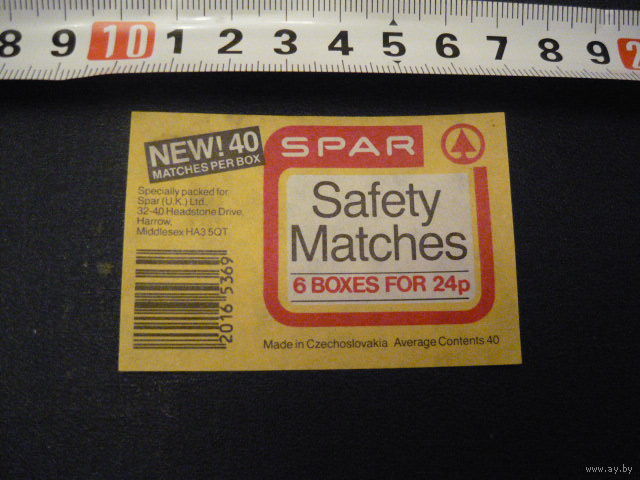 8 9 10 1 2 3 4 5 6 7 8 9 2
NEW! 40
MATCHES PER BOX
Specially packed for
Spar (U.K.) Ltd.,
32-40 Headstone Drive,
Harrow,
Middlesex HA3 5QT
2016 5369
SPAR
Safety
Matches
6 BOXES FOR 24p
Made in Czechoslovakia Average Contents 40
www.ay.by